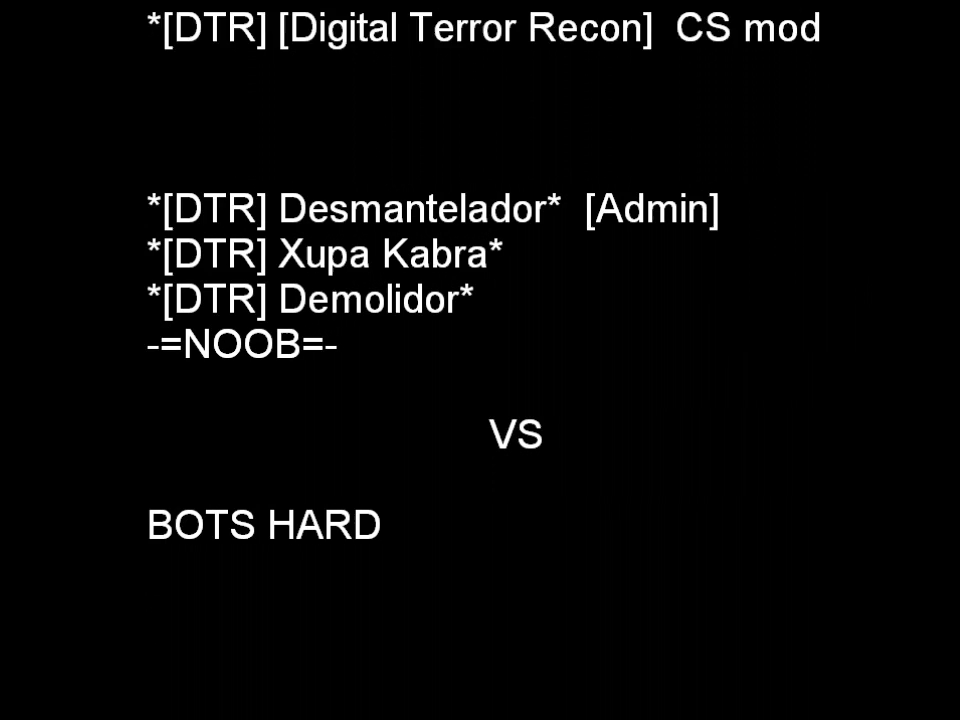 *[DTR] [Digital Terror Recon]  CS mod
*[DTR] Desmantelador*  [Admin]
*[DTR] Xupa Kabra*
*[DTR] Demolidor*
-=NOOB=-
VS
BOTS HARD